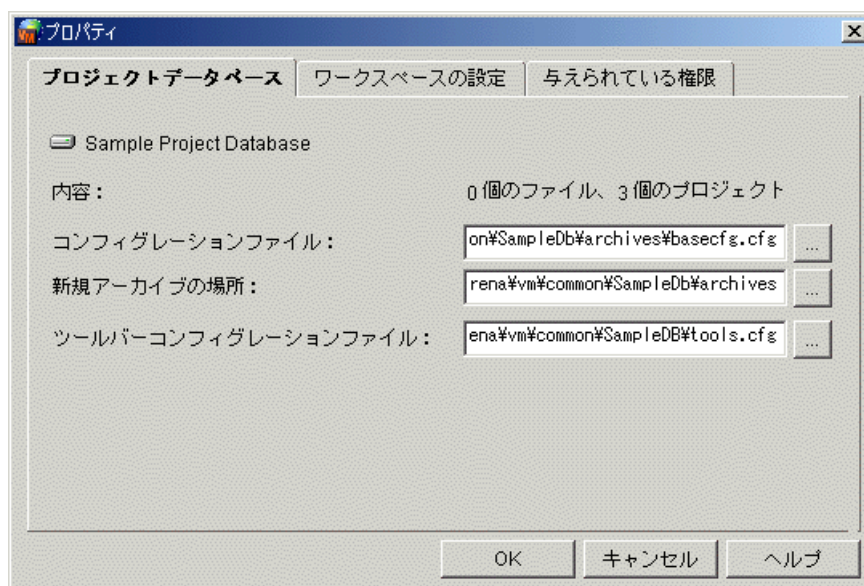 プロパティ
プロジェクトデータベース ワークスペースの設定 与えられている権限
Sample Project Database
内容： 0個のファイル、3個のプロジェクト
コンフィグレーションファイル： on¥SampleDb¥archives¥basecfg.cfg ...
新規アーカイブの場所： rena¥vm¥common¥SampleDb¥archives ...
ツールバーコンフィグレーションファイル： ena¥vm¥common¥SampleDB¥tools.cfg ...
OK キャンセル ヘルプ